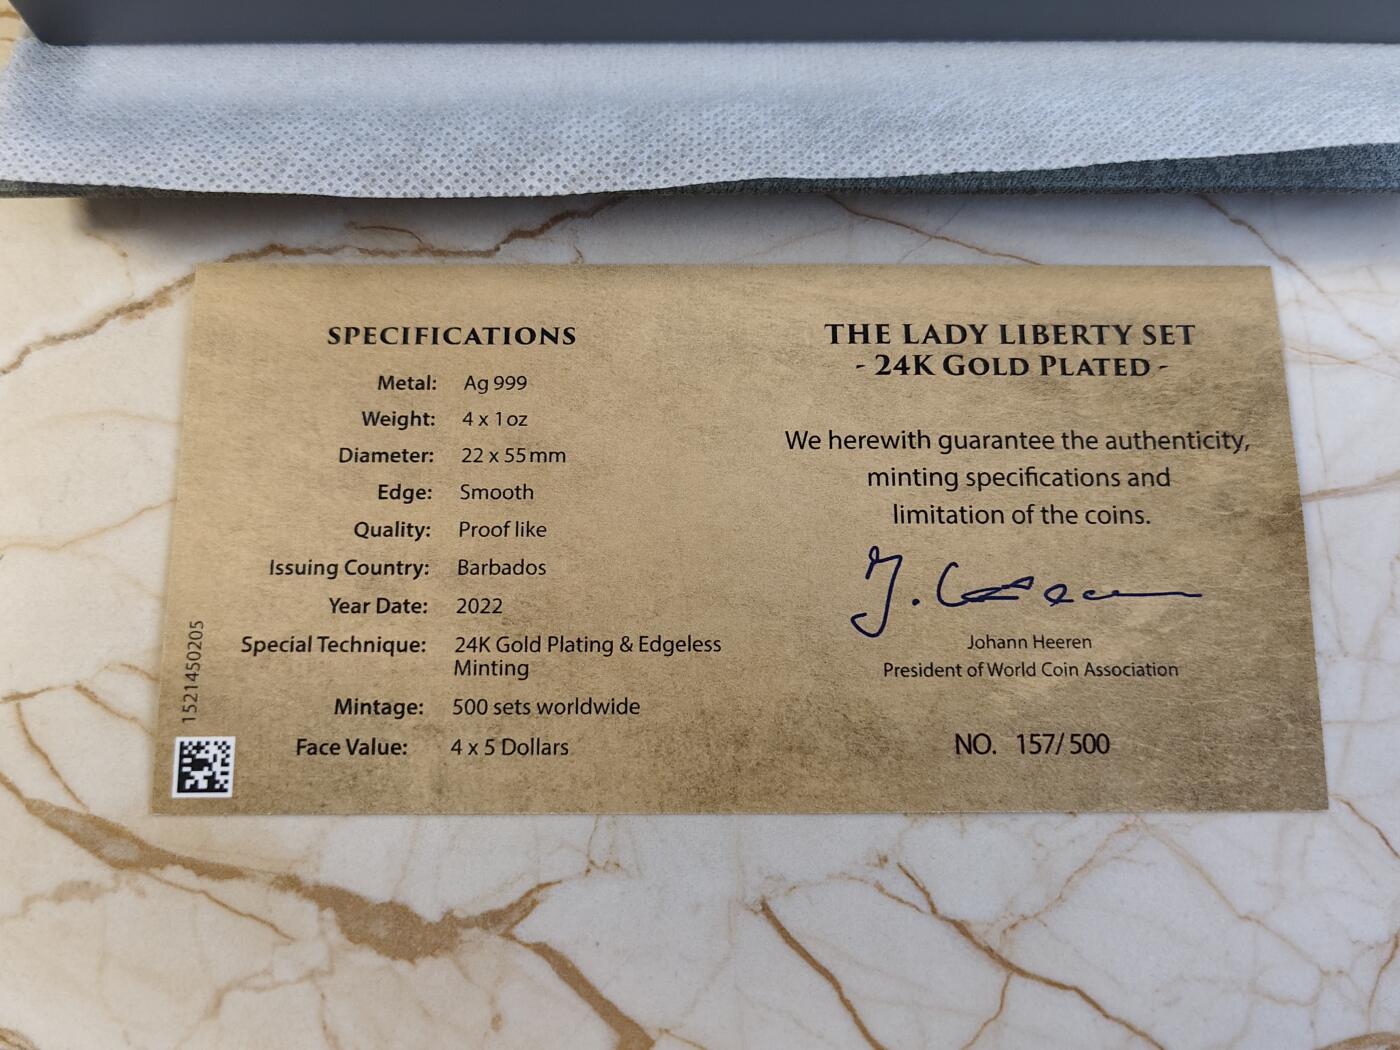 SPECIFICATIONS
Metal: Ag 999
Weight: 4 x 1 oz
Diameter: 22 x 55 mm
Edge: Smooth
Quality: Proof like
Issuing Country: Barbados
Year Date: 2022
Special Technique: 24K Gold Plating & Edgeless
Minting
Mintage: 500 sets worldwide
Face Value: 4 x 5 Dollars
1521450205
THE LADY LIBERTY SET
- 24K GOLD PLATED -
We herewith guarantee the authenticity,
minting specifications and
limitation of the coins.
J. Heeren
Johann Heeren
President of World Coin Association
NO. 157/500